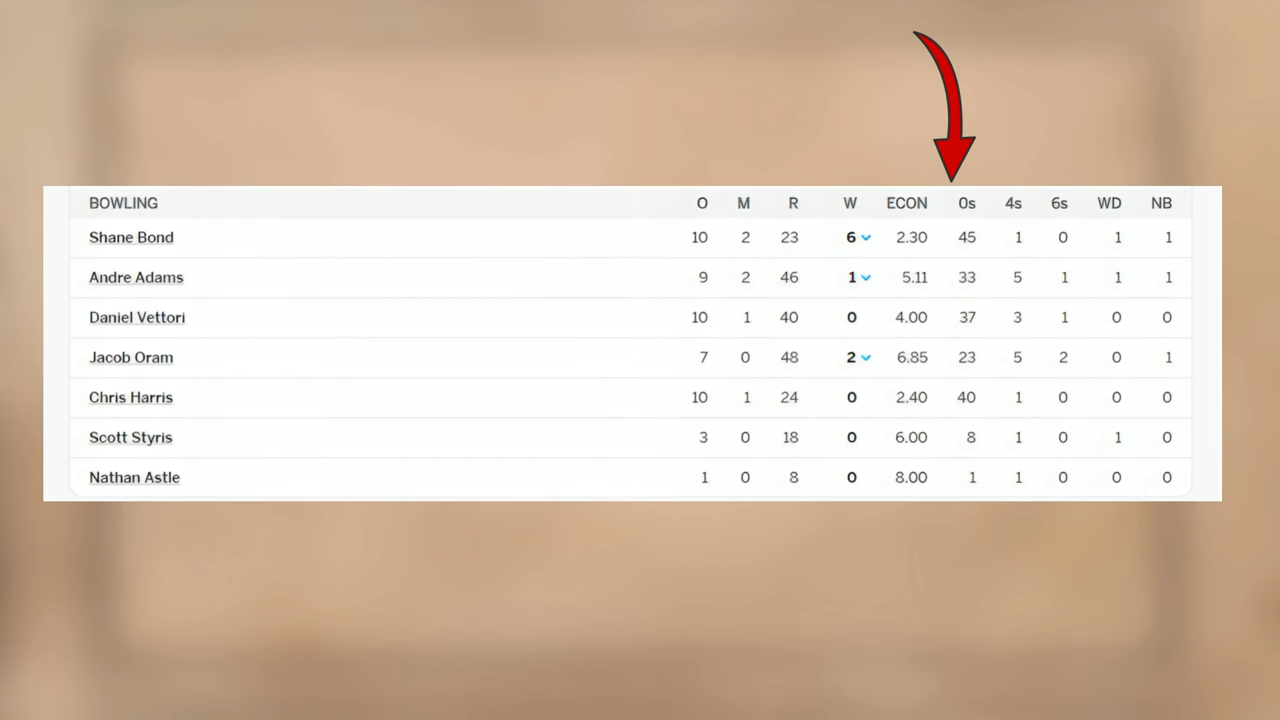 BOWLING O M R W ECON 0s 4s 6s WD NB
Shane Bond 10 2 23 6 2.30 45 1 0 1 1
Andre Adams 9 2 46 1 5.11 33 5 1 1 1
Daniel Vettori 10 1 40 0 4.00 37 3 1 0 0
Jacob Oram 7 0 48 2 6.85 23 5 2 0 1
Chris Harris 10 1 24 0 2.40 40 1 0 0 0
Scott Styris 3 0 18 0 6.00 8 1 0 1 0
Nathan Astle 1 0 8 0 8.00 1 1 0 0 0